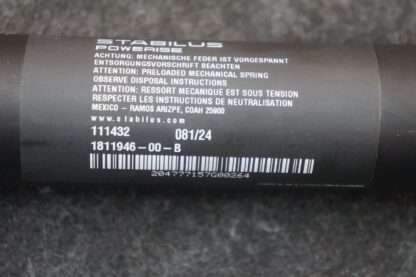 STABILUS
POWERISE
ACHTUNG: MECHANISCHE FEDER IST VORGESPANNT
ENTSORGUNGSVORSCHRIFT BEACHTEN
ATTENTION: PRELOADED MECHANICAL SPRING
OBSERVE DISPOSAL INSTRUCTIONS
ATTENTION: RESSORT MECANIQUE EST SOUS TENSION
RESPECTER LES INSTRUCTIONS DE NEUTRALISATION
MEXICO – RAMOS ARIZPE, COAH 25900
www.stabilus.com
111432 081/24
1811946-00-B
204777157G00264